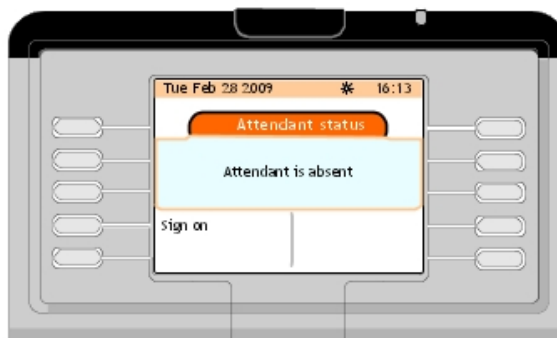 Tue Feb 28 2009 16:13
Attendant status
Attendant is absent
Sign on